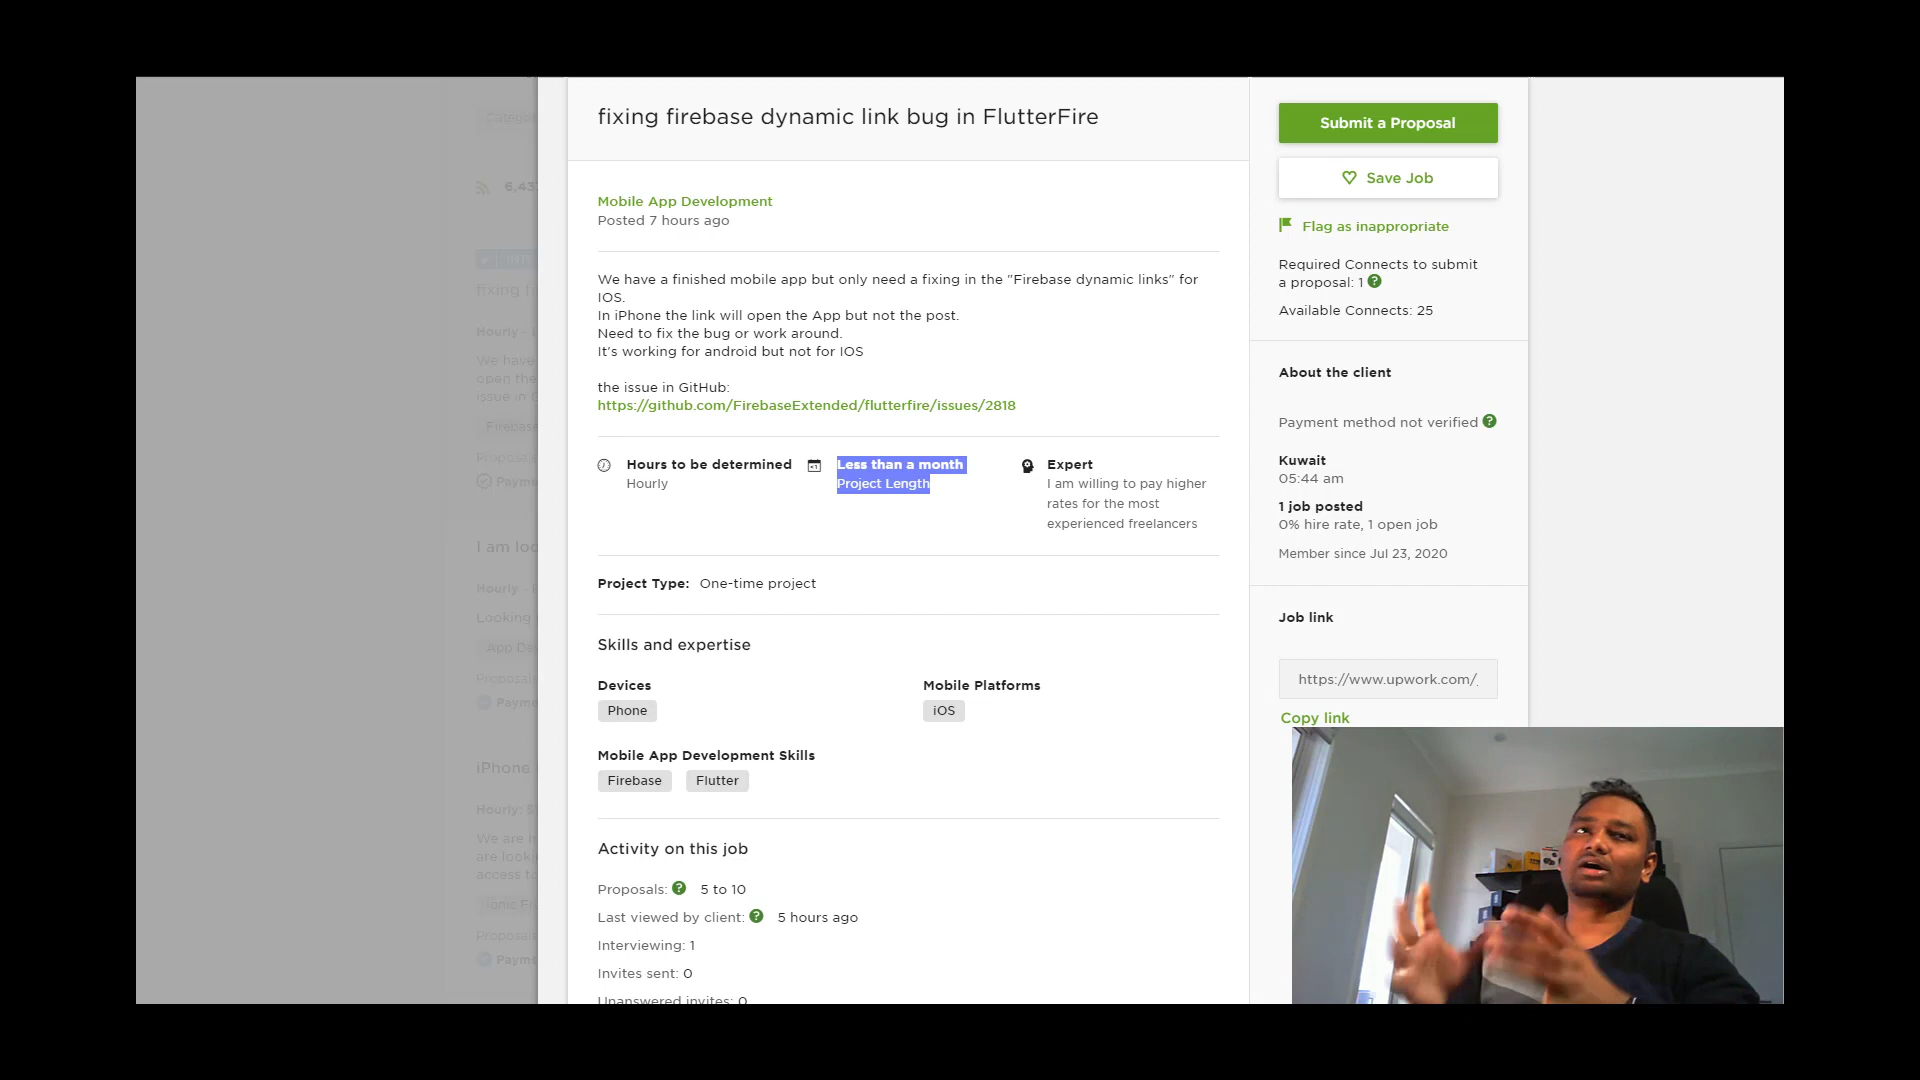 fixing firebase dynamic link bug in FlutterFire
Mobile App Development
Posted 7 hours ago
We have a finished mobile app but only need a fixing in the "Firebase dynamic links" for
IOS.
In iPhone the link will open the App but not the post.
Need to fix the bug or work around.
It's working for android but not for IOS
the issue in GitHub:
https://github.com/FirebaseExtended/flutterfire/issues/2818
Hours to be determined
Hourly
Less than a month
Project Length
Expert
I am willing to pay higher
rates for the most
experienced freelancers
Project Type: One-time project
Skills and expertise
Devices
Phone
Mobile Platforms
iOS
Mobile App Development Skills
Firebase
Flutter
Activity on this job
Proposals: 5 to 10
Last viewed by client: 5 hours ago
Interviewing: 1
Invites sent: 0
Unanswered invites: 0
Submit a Proposal
Save Job
Flag as inappropriate
Required Connects to submit
a proposal: 1
Available Connects: 25
About the client
Payment method not verified
Kuwait
05:44 am
1 job posted
0% hire rate, 1 open job
Member since Jul 23, 2020
Job link
https://www.upwork.com/
Copy link